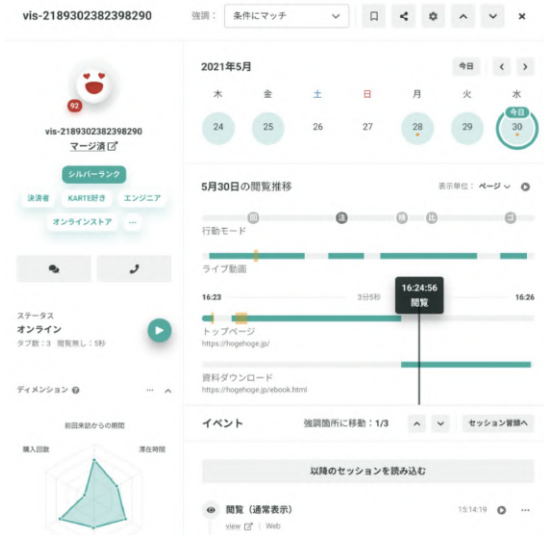 vis-2189302382398290
強調： 条件にマッチ
92
vis-2189302382398290
マージ済
シルバーランク
決済者 KARTE好き エンジニア
オンラインストア ...
ステータス
オンライン
タブ数：3 閲覧無し：5秒
ディメンション
前回来訪からの期間
購入回数 滞在時間
2021年5月 今日
木 金 土 日 月 火 水
今日
24 25 26 27 28 29 30
5月30日の閲覧推移 表示単位： ページ
回 注 検 比 ゴ
行動モード
ライブ動画
16:24:56
閲覧
16:23 3分5秒 16:26
トップページ
https://hogehoge.jp/
資料ダウンロード
https://hogehoge.jp/ebook.html
イベント 強調箇所に移動：1/3 セッション冒頭へ
以降のセッションを読み込む
閲覧（通常表示） 15:14:19 ...
view | Web